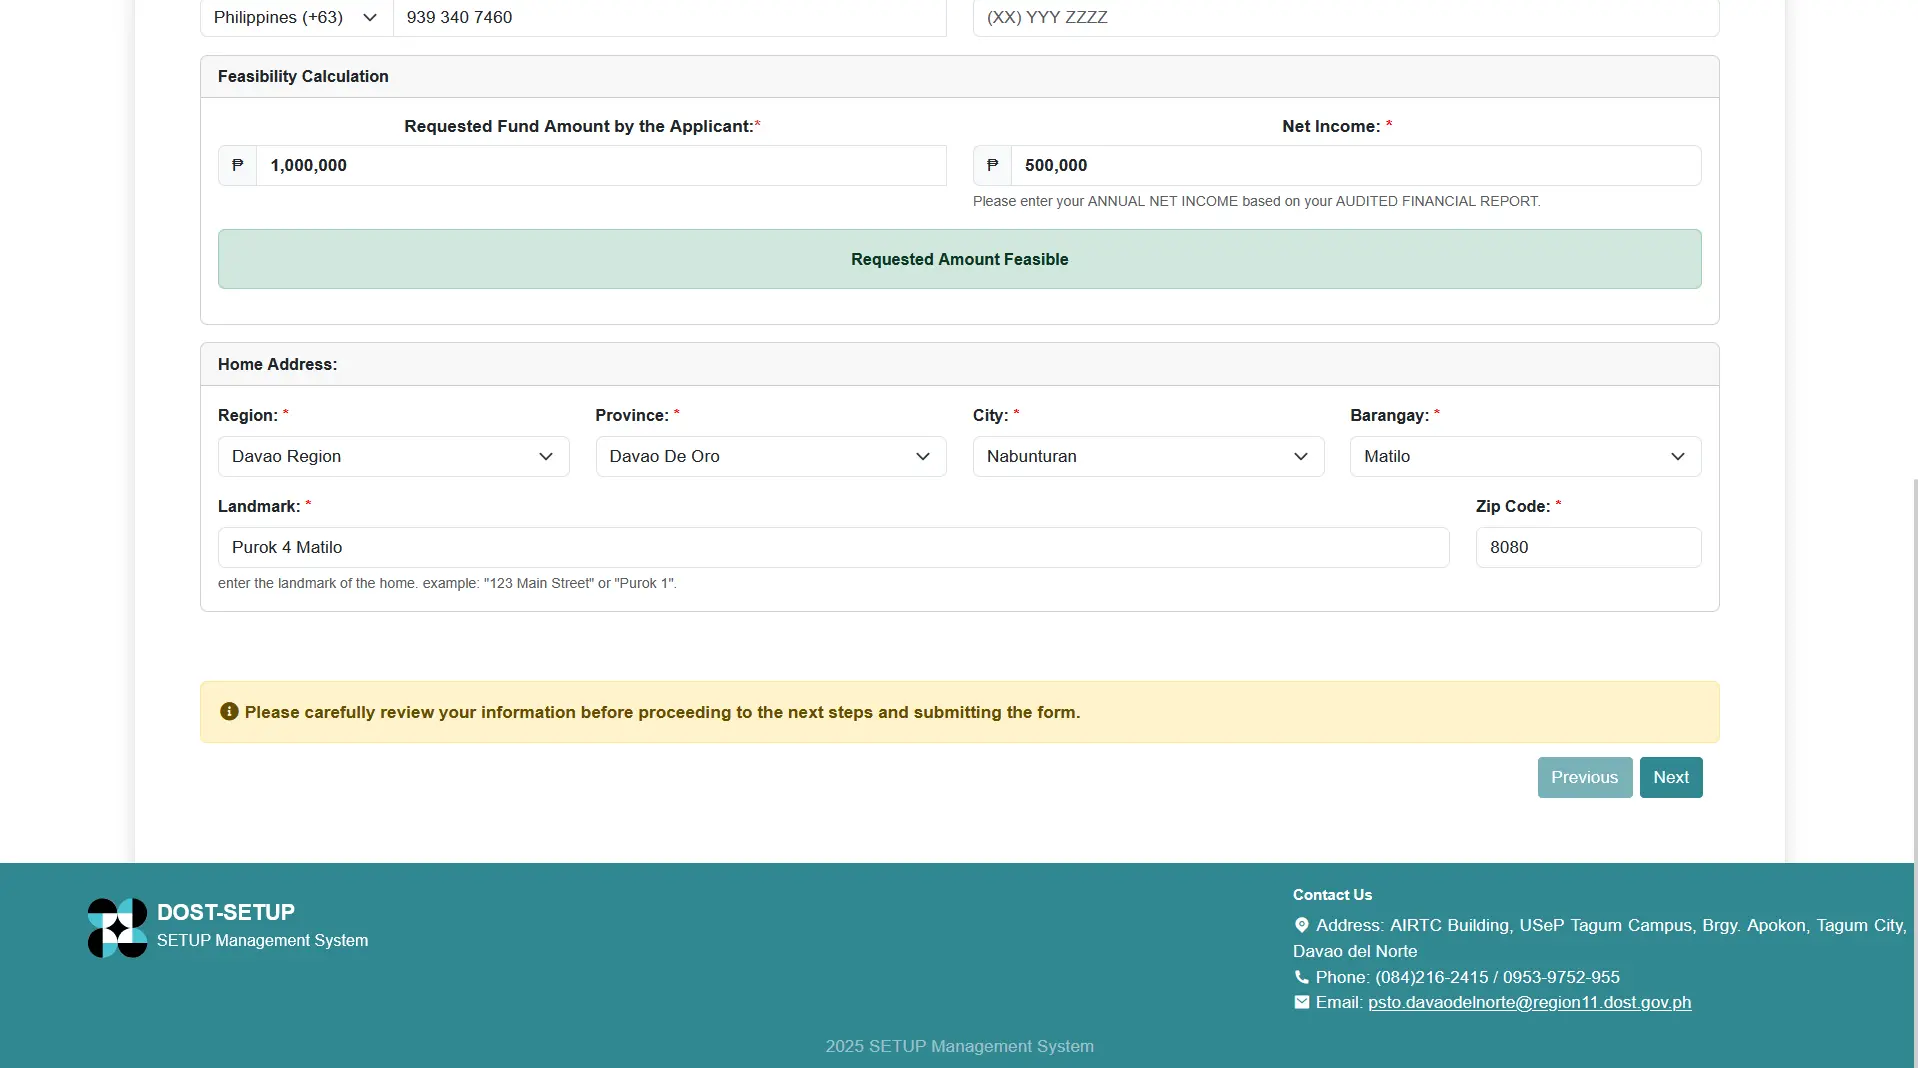 Philippines (+63) 939 340 7460 (XX) YYY ZZZZ
Feasibility Calculation
Requested Fund Amount by the Applicant:* Net Income: *
₱ 1,000,000 ₱ 500,000
Please enter your ANNUAL NET INCOME based on your AUDITED FINANCIAL REPORT.
Requested Amount Feasible
Home Address:
Region: * Province: * City: * Barangay: *
Davao Region Davao De Oro Nabunturan Matilo
Landmark: * Zip Code: *
Purok 4 Matilo 8080
enter the landmark of the home. example: "123 Main Street" or "Purok 1".
Please carefully review your information before proceeding to the next steps and submitting the form.
Previous Next
DOST-SETUP
SETUP Management System
Contact Us
Address: AIRTC Building, USeP Tagum Campus, Brgy. Apokon, Tagum City,
Davao del Norte
Phone: (084)216-2415 / 0953-9752-955
Email: psto.davaodelnorte@region11.dost.gov.ph
2025 SETUP Management System